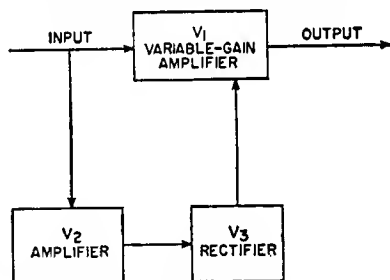 INPUT
V1
VARIABLE-GAIN
AMPLIFIER
OUTPUT
V2
AMPLIFIER
V3
RECTIFIER